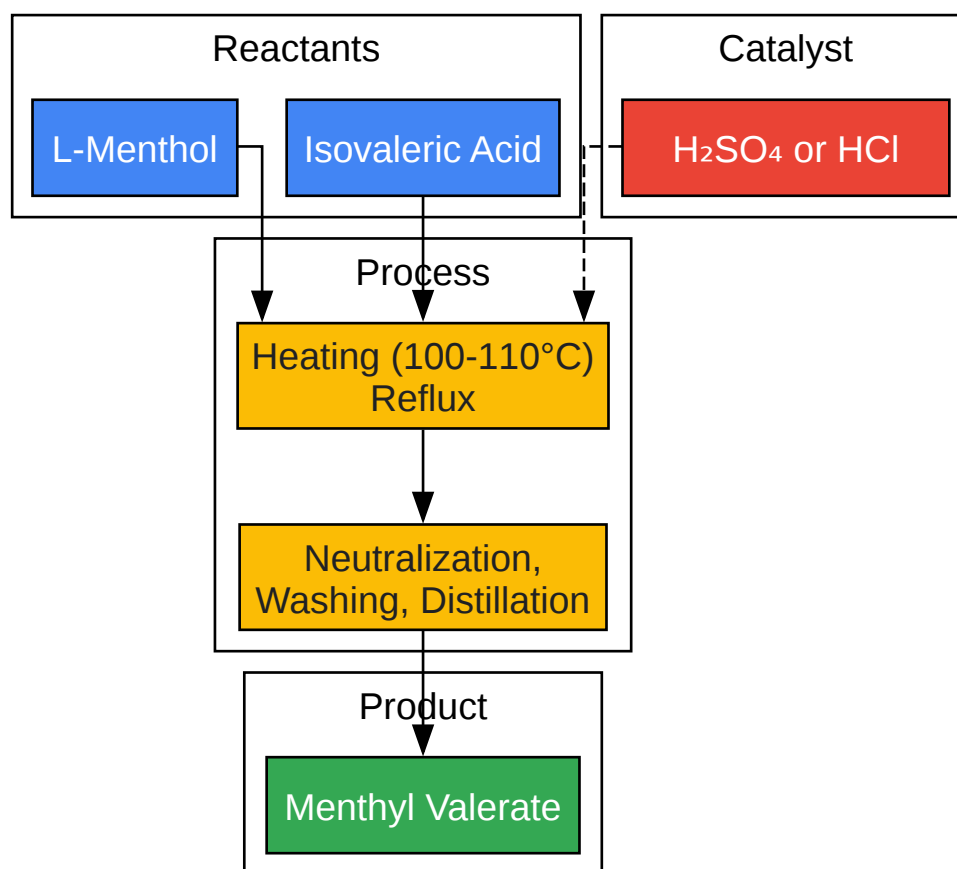 Reactants
Catalyst
L-Menthol
Isovaleric Acid
H₂SO₄ or HCl
Process
Heating (100-110°C)
Reflux
Neutralization,
Washing, Distillation
Product
Menthyl Valerate